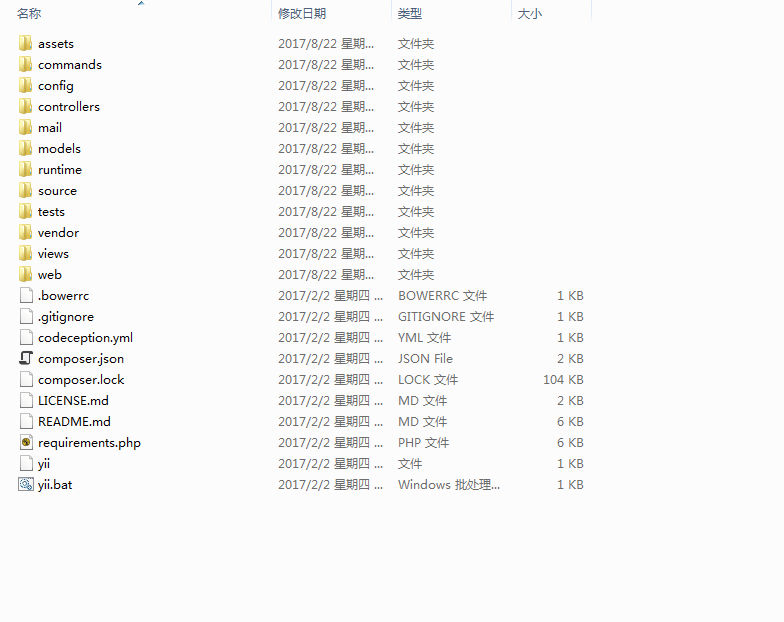 名称 修改日期 类型 大小
assets 2017/8/22 星期... 文件夹
commands 2017/8/22 星期... 文件夹
config 2017/8/22 星期... 文件夹
controllers 2017/8/22 星期... 文件夹
mail 2017/8/22 星期... 文件夹
models 2017/8/22 星期... 文件夹
runtime 2017/8/22 星期... 文件夹
source 2017/8/22 星期... 文件夹
tests 2017/8/22 星期... 文件夹
vendor 2017/8/22 星期... 文件夹
views 2017/8/22 星期... 文件夹
web 2017/8/22 星期... 文件夹
.bowerrc 2017/2/2 星期四 ... BOWERRC 文件 1 KB
.gitignore 2017/2/2 星期四 ... GITIGNORE 文件 1 KB
codeception.yml 2017/2/2 星期四 ... YML 文件 1 KB
composer.json 2017/2/2 星期四 ... JSON File 2 KB
composer.lock 2017/2/2 星期四 ... LOCK 文件 104 KB
LICENSE.md 2017/2/2 星期四 ... MD 文件 2 KB
README.md 2017/2/2 星期四 ... MD 文件 6 KB
requirements.php 2017/2/2 星期四 ... PHP 文件 6 KB
yii 2017/2/2 星期四 ... 文件 1 KB
yii.bat 2017/2/2 星期四 ... Windows 批处理... 1 KB